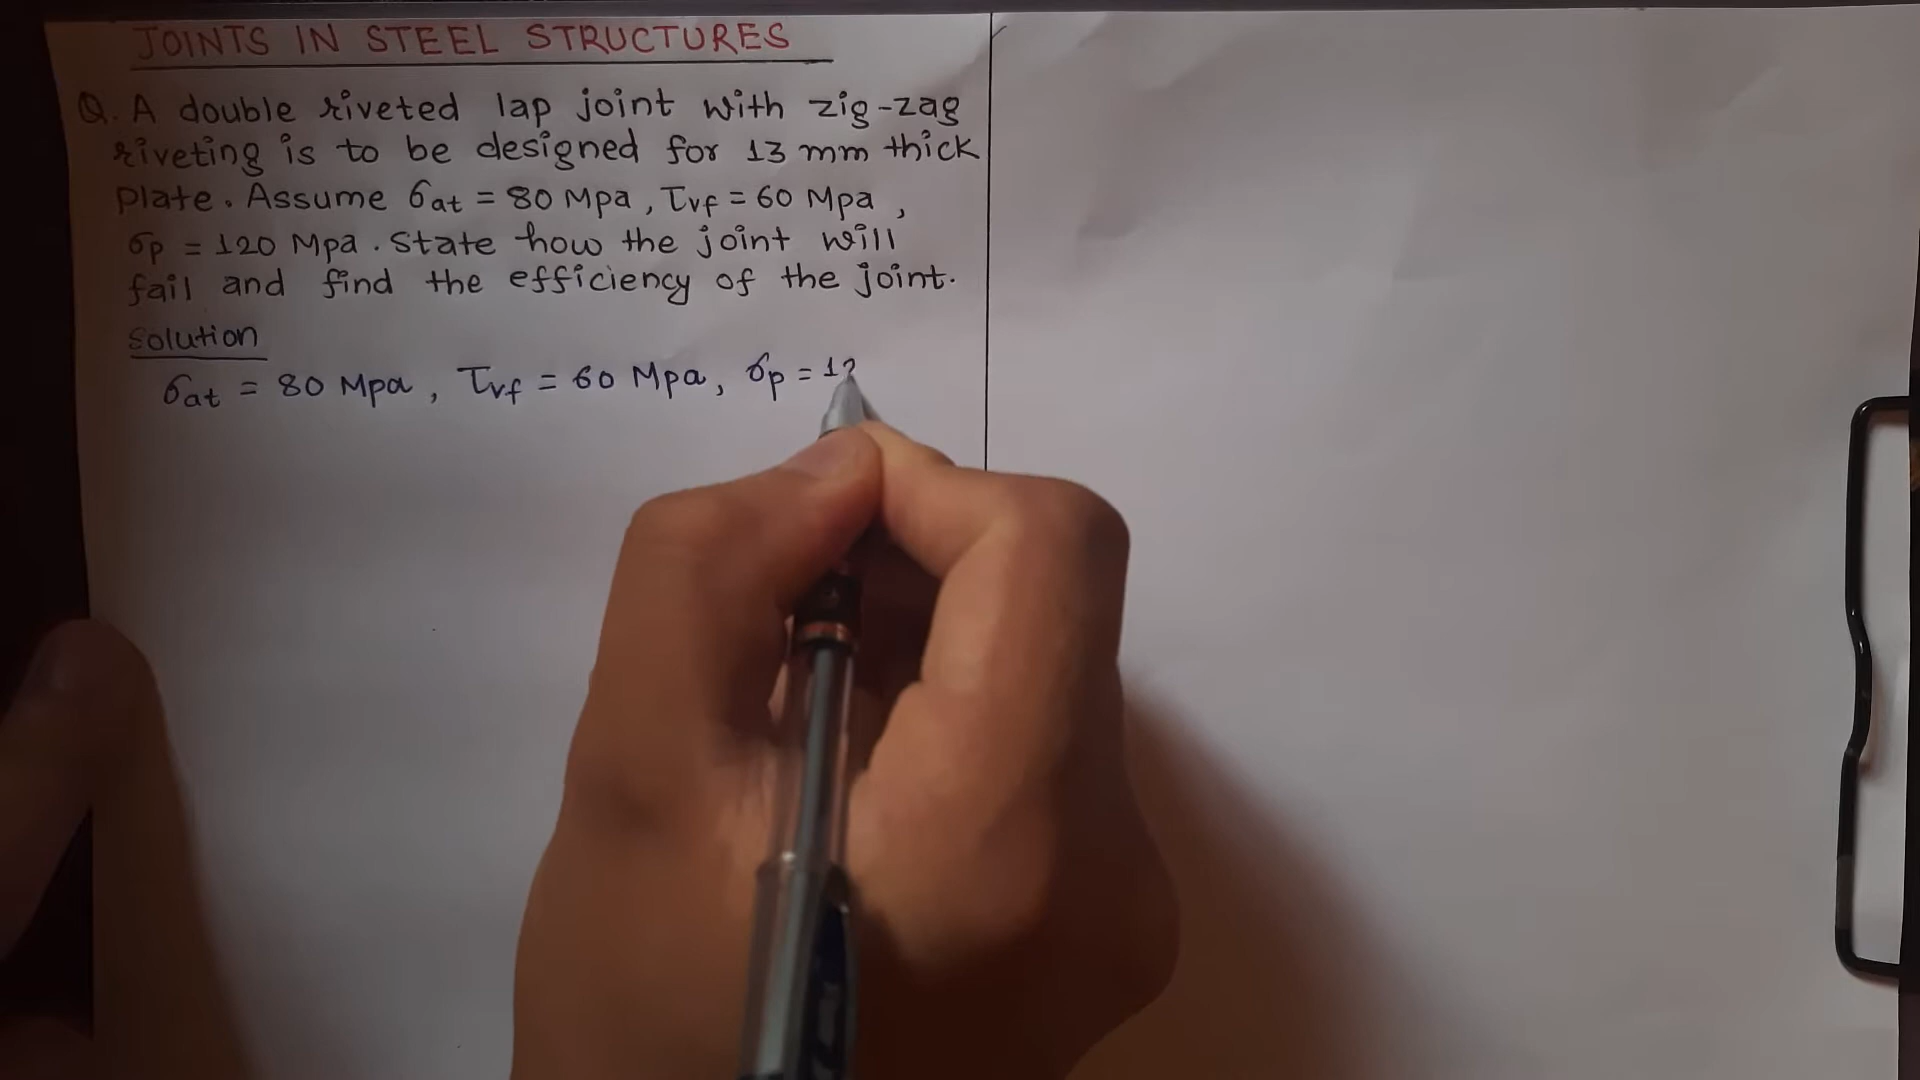 JOINTS IN STEEL STRUCTURES
Q. A double riveted lap joint with zig-zag
riveting is to be designed for 13 mm thick
plate. Assume σat = 80 Mpa, τvf = 60 Mpa,
σp = 120 Mpa. State how the joint will
fail and find the efficiency of the joint.
Solution
σat = 80 Mpa, τvf = 60 Mpa, σp = 12